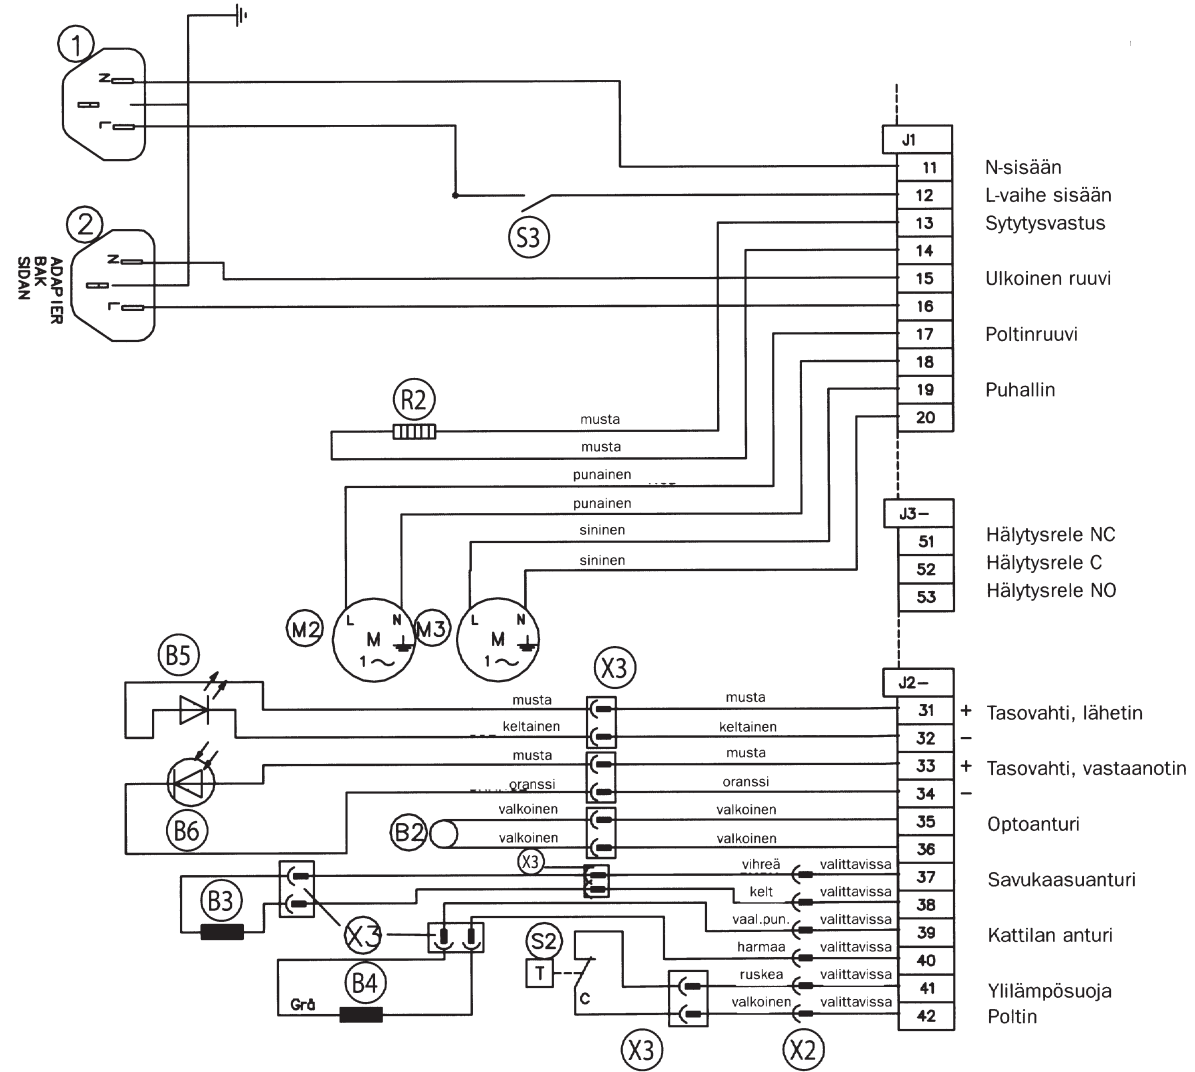 1
N
L
J1
11 N-sisään
12 L-vaihe sisään
S3
13 Sytytysvastus
14
2
N
L
ADAPTER
BAK
SIDAN
15 Ulkoinen ruuvi
16
17 Poltinruuvi
18
19 Puhallin
20
R2
musta
musta
punainen
punainen
sininen
sininen
J3-
51 Hälytysrele NC
52 Hälytysrele C
53 Hälytysrele NO
M2 L N M 1~
M3 L N M 1~
B5
X3
J2-
musta musta 31 + Tasovahti, lähetin
keltainen keltainen 32 -
musta musta 33 + Tasovahti, vastaanotin
oranssi oranssi 34 -
B6
B2
valkoinen valkoinen 35 Optoanturi
valkoinen valkoinen 36
X3
vihreä valittavissa 37 Savukaasuanturi
B3
kelt valittavissa 38
X3
vaal.pun. valittavissa 39 Kattilan anturi
S2
harmaa valittavissa 40
T
B4
ruskea valittavissa 41 Ylilämpösuoja
C
Grå
valkoinen valittavissa 42 Poltin
X3
X2